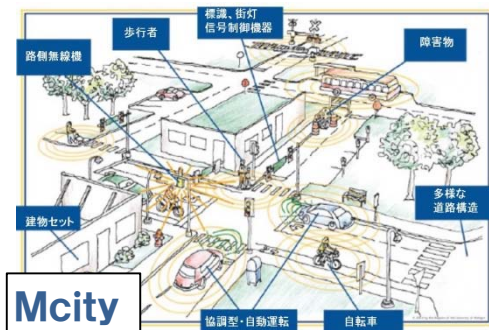 標識、街灯
信号制御機器
歩行者
障害物
路側無線機
多様な
道路構造
建物セット
Mcity
協調型・自動運転
自転車